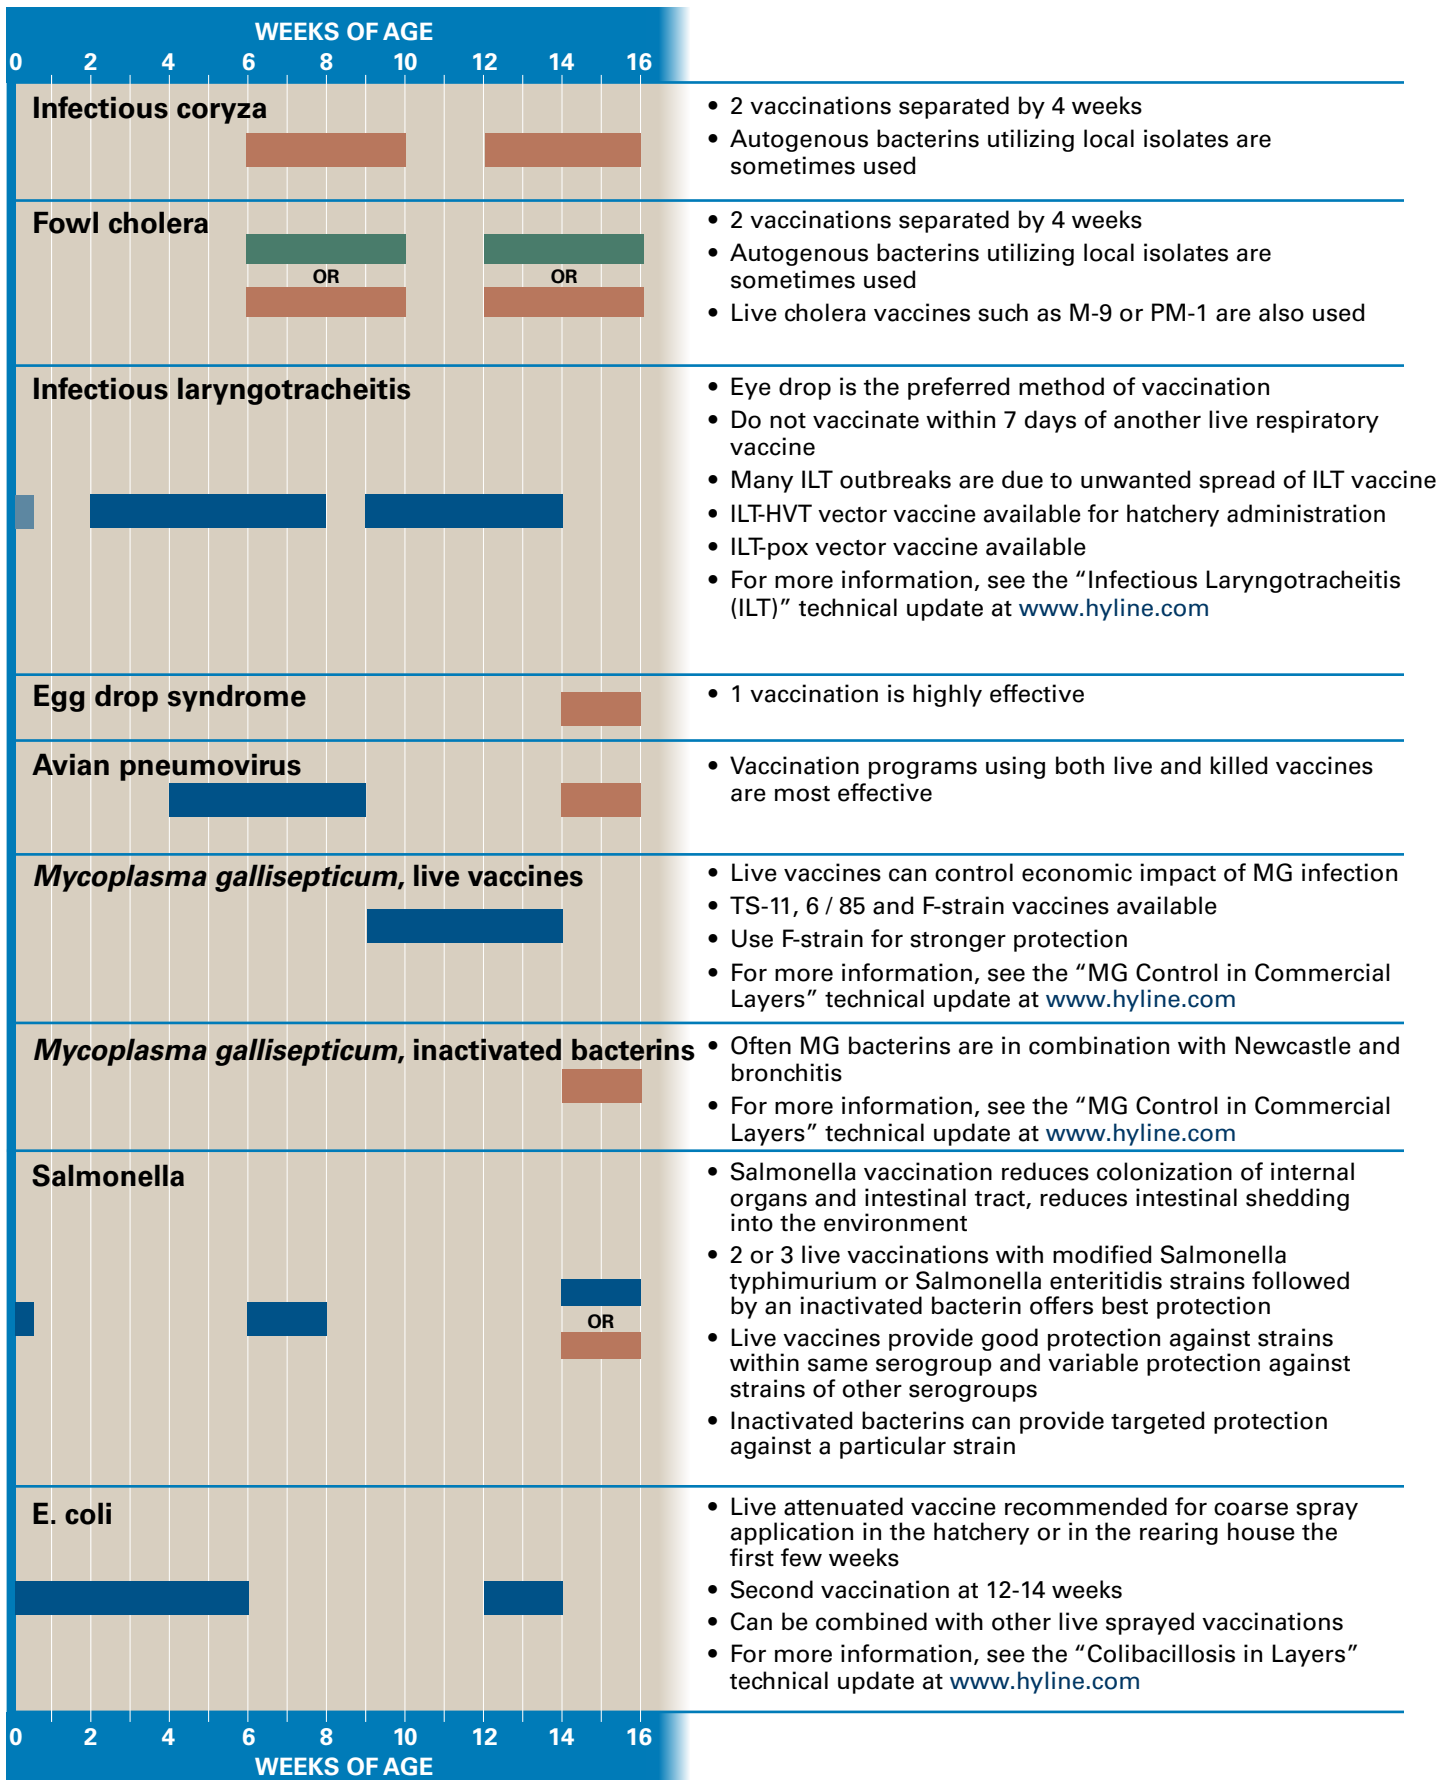 WEEKS OF AGE
0 2 4 6 8 10 12 14 16
Infectious coryza
• 2 vaccinations separated by 4 weeks
• Autogenous bacterins utilizing local isolates are
sometimes used
Fowl cholera
OR OR
• 2 vaccinations separated by 4 weeks
• Autogenous bacterins utilizing local isolates are
sometimes used
• Live cholera vaccines such as M-9 or PM-1 are also used
Infectious laryngotracheitis
• Eye drop is the preferred method of vaccination
• Do not vaccinate within 7 days of another live respiratory
vaccine
• Many ILT outbreaks are due to unwanted spread of ILT vaccine
• ILT-HVT vector vaccine available for hatchery administration
• ILT-pox vector vaccine available
• For more information, see the “Infectious Laryngotracheitis
(ILT)” technical update at www.hyline.com
Egg drop syndrome
• 1 vaccination is highly effective
Avian pneumovirus
• Vaccination programs using both live and killed vaccines
are most effective
Mycoplasma gallisepticum, live vaccines
• Live vaccines can control economic impact of MG infection
• TS-11, 6 / 85 and F-strain vaccines available
• Use F-strain for stronger protection
• For more information, see the “MG Control in Commercial
Layers” technical update at www.hyline.com
Mycoplasma gallisepticum, inactivated bacterins
• Often MG bacterins are in combination with Newcastle and
bronchitis
• For more information, see the “MG Control in Commercial
Layers” technical update at www.hyline.com
Salmonella
OR
• Salmonella vaccination reduces colonization of internal
organs and intestinal tract, reduces intestinal shedding
into the environment
• 2 or 3 live vaccinations with modified Salmonella
typhimurium or Salmonella enteritidis strains followed
by an inactivated bacterin offers best protection
• Live vaccines provide good protection against strains
within same serogroup and variable protection against
strains of other serogroups
• Inactivated bacterins can provide targeted protection
against a particular strain
E. coli
• Live attenuated vaccine recommended for coarse spray
application in the hatchery or in the rearing house the
first few weeks
• Second vaccination at 12-14 weeks
• Can be combined with other live sprayed vaccinations
• For more information, see the “Colibacillosis in Layers”
technical update at www.hyline.com
0 2 4 6 8 10 12 14 16
WEEKS OF AGE